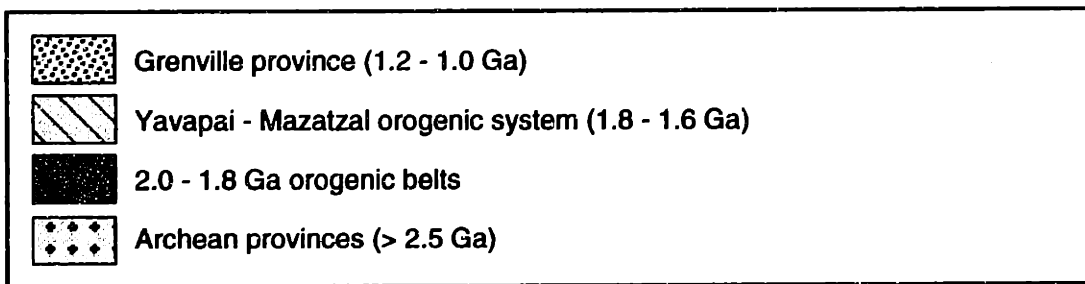 Grenville province (1.2 - 1.0 Ga)
Yavapai - Mazatzal orogenic system (1.8 - 1.6 Ga)
2.0 - 1.8 Ga orogenic belts
Archean provinces (> 2.5 Ga)